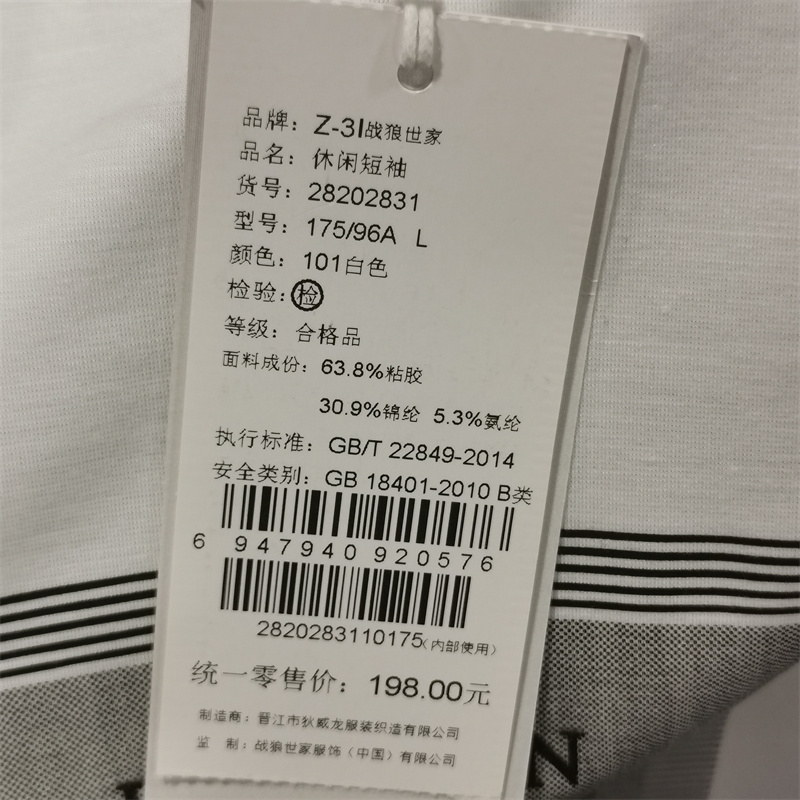 品牌：Z-3I战狼世家
品名：休闲短袖
货号：28202831
型号：175/96A L
颜色：101白色
检验：检
等级：合格品
面料成份：63.8%粘胶
30.9%锦纶 5.3%氨纶
执行标准：GB/T 22849-2014
安全类别：GB 18401-2010 B类
6 947940 920576
2820283110175（内部使用）
统一零售价：198.00元
制造商：晋江市狄威龙服装织造有限公司
监 制：战狼世家服饰（中国）有限公司
N